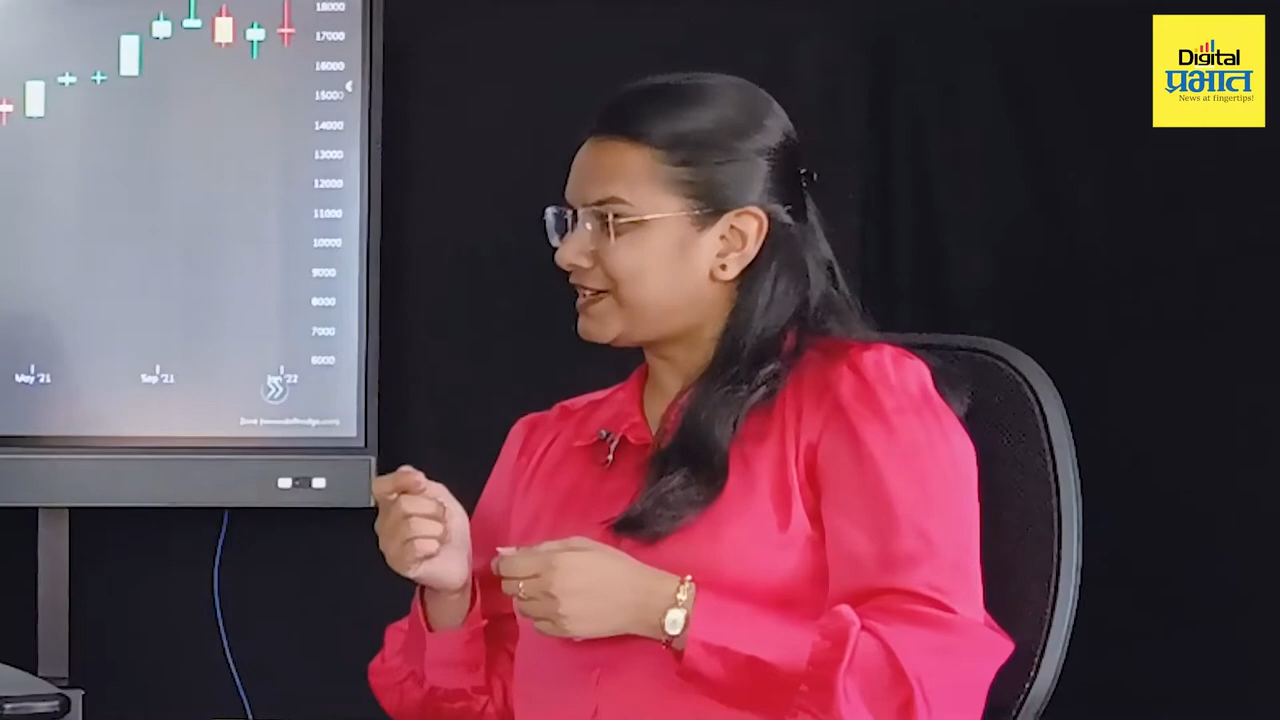 18000
17000
16000
15000
14000
13000
12000
11000
10000
9000
8000
7000
6000
May '21
Sep '21
'22
Digital
प्रभात
News at fingertips!